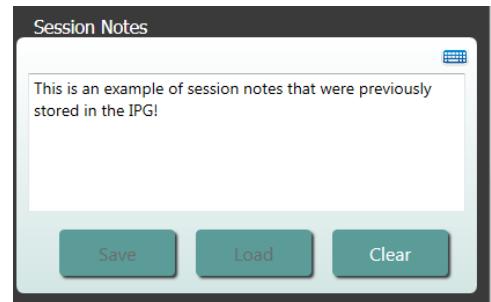 Session Notes
This is an example of session notes that were previously
stored in the IPG!
Save Load Clear